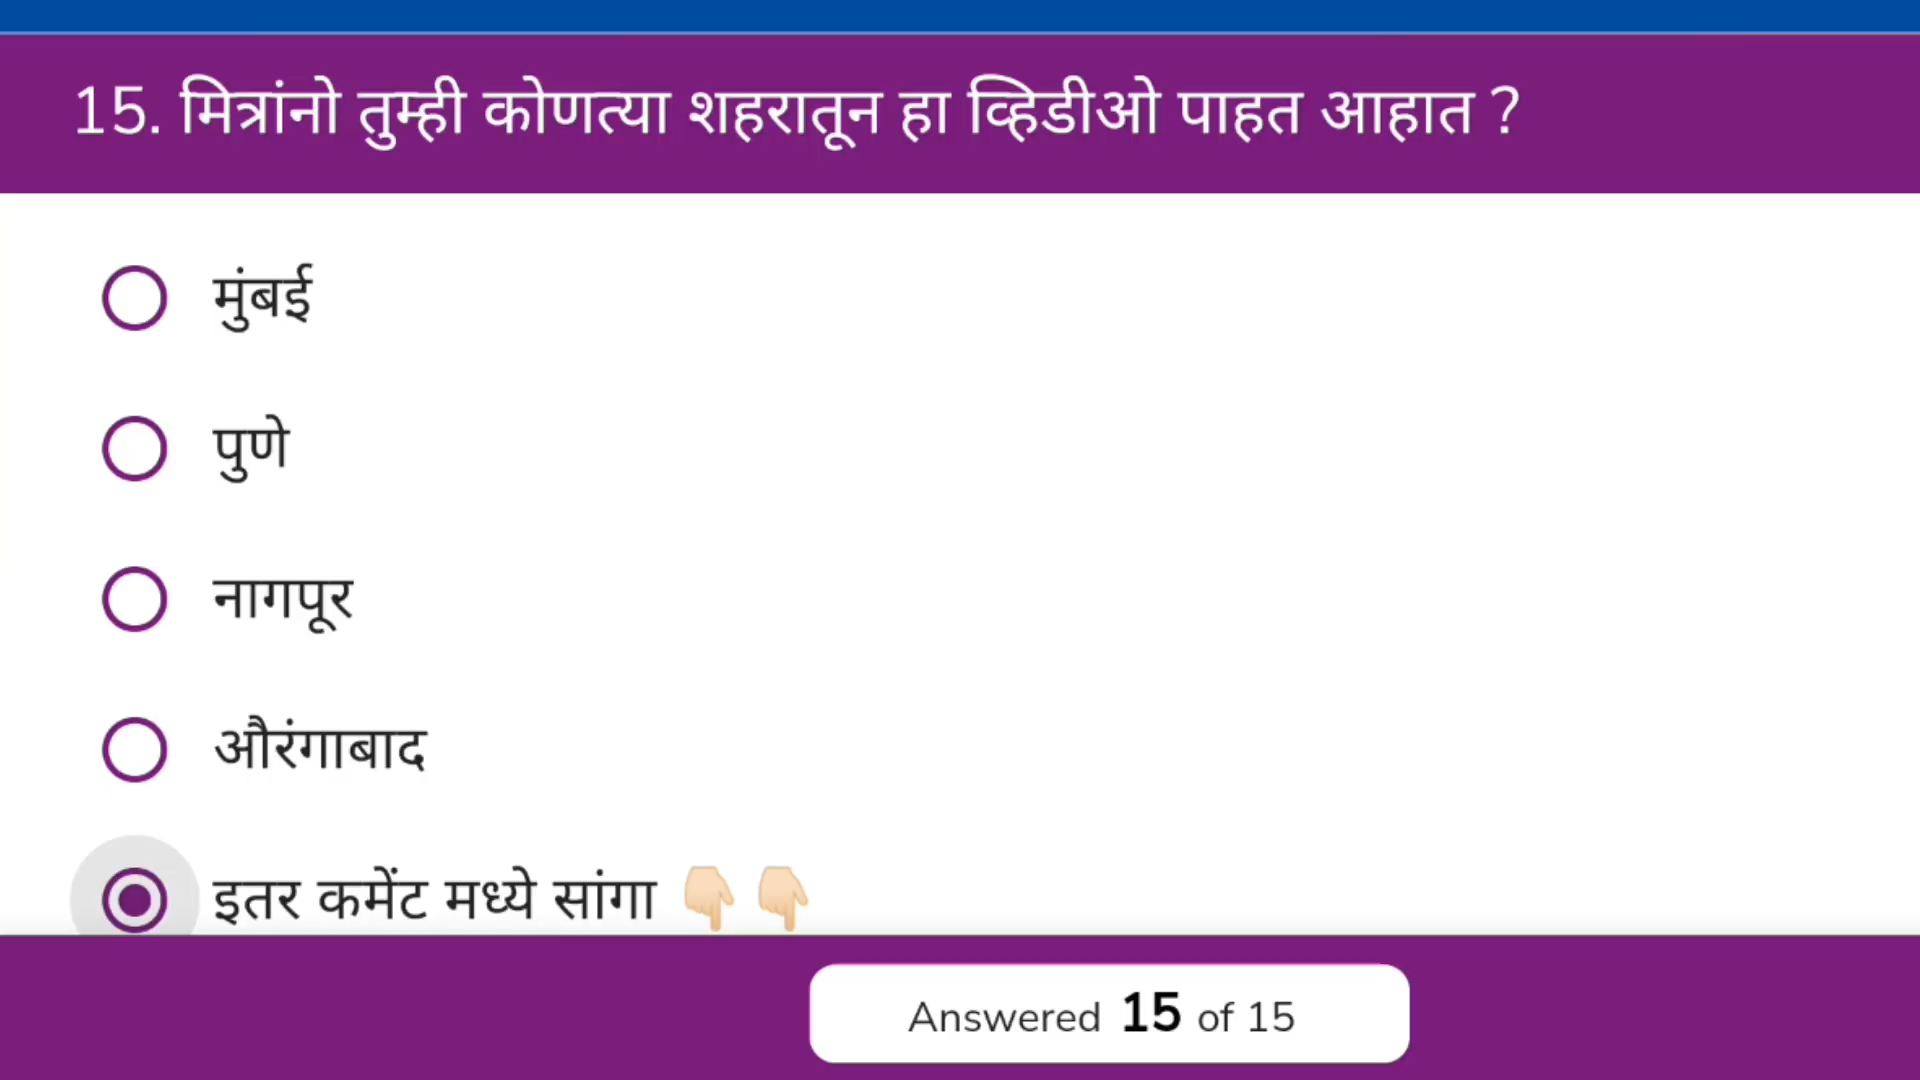 15. मित्रांनो तुम्ही कोणत्या शहरातून हा व्हिडीओ पाहत आहात ?
मुंबई
पुणे
नागपूर
औरंगाबाद
इतर कमेंट मध्ये सांगा 👇🏻 👇🏻
Answered 15 of 15